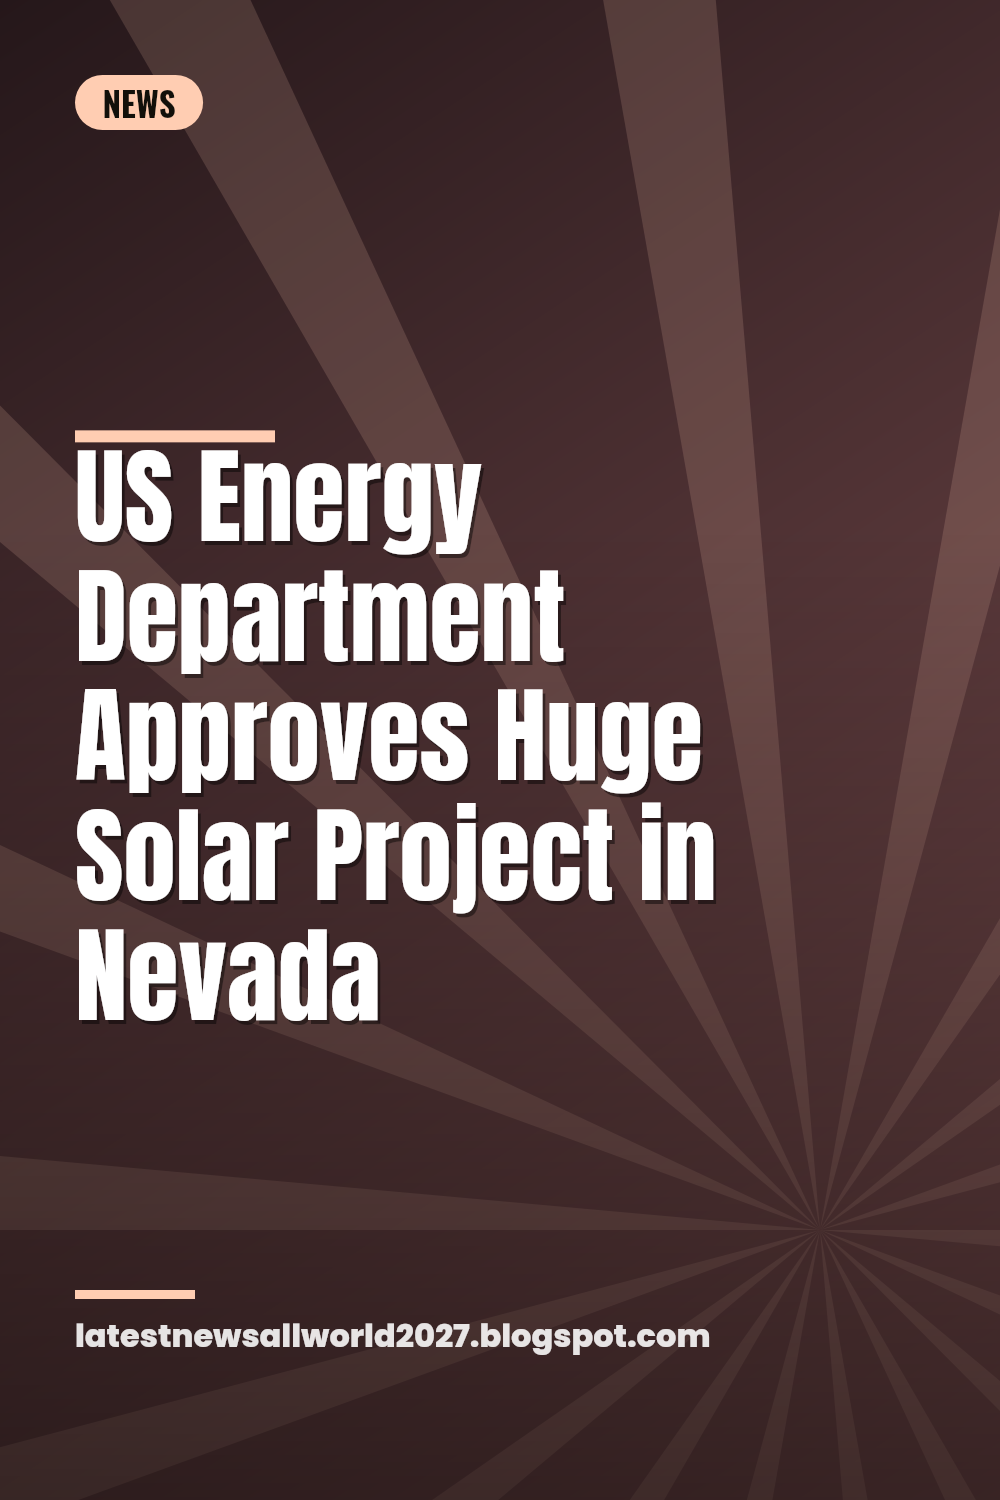 NEWS
US Energy
Department
Approves Huge
Solar Project in
Nevada
latestnewsallworld2027.blogspot.com